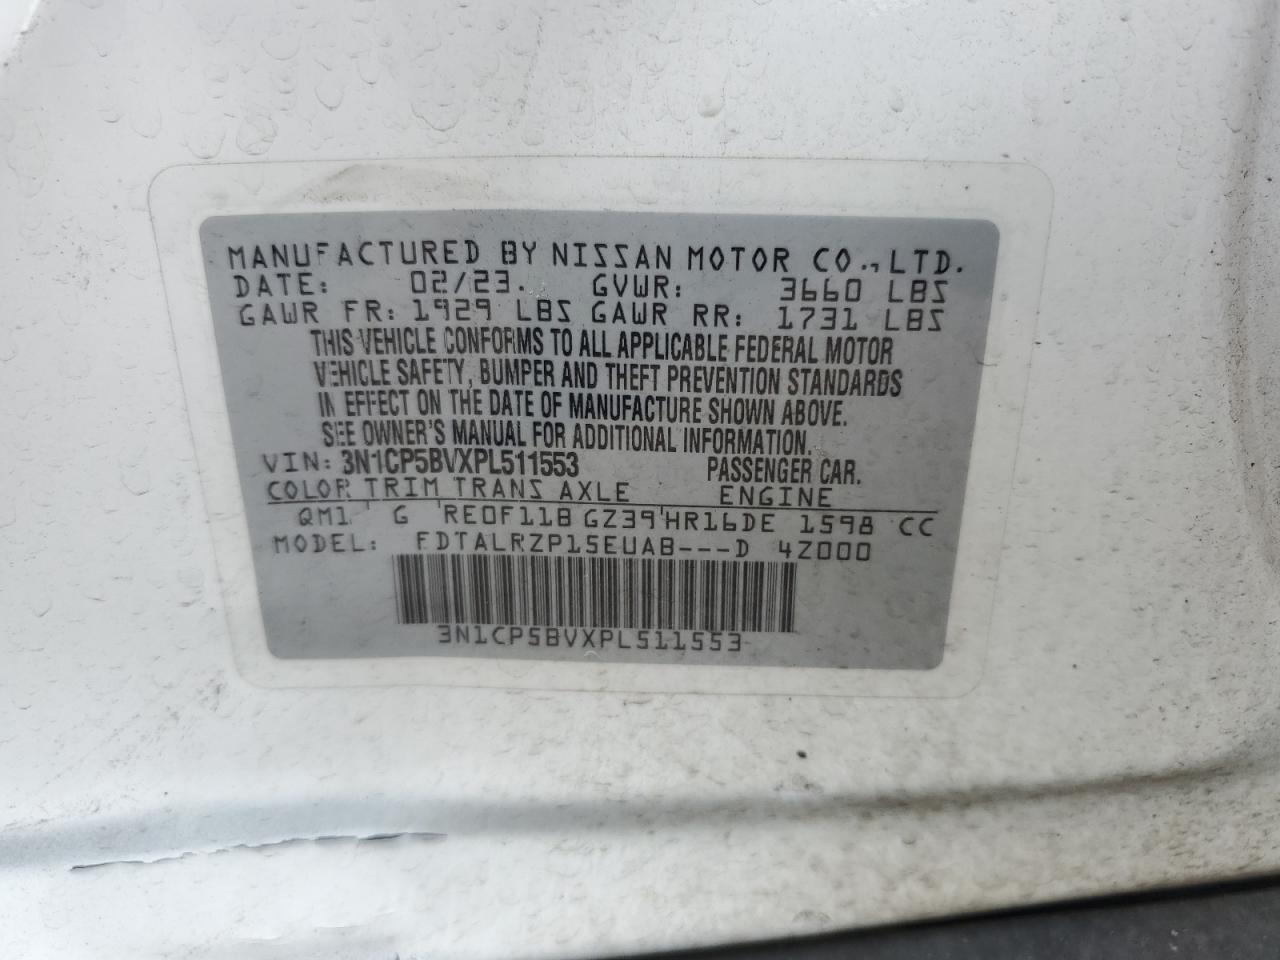 MANUFACTURED BY NISSAN MOTOR CO., LTD.
DATE: 02/23. GVWR: 3660 LBS
GAWR FR: 1929 LBS GAWR RR: 1731 LBS
THIS VEHICLE CONFORMS TO ALL APPLICABLE FEDERAL MOTOR
VEHICLE SAFETY, BUMPER AND THEFT PREVENTION STANDARDS
IN EFFECT ON THE DATE OF MANUFACTURE SHOWN ABOVE.
SEE OWNER'S MANUAL FOR ADDITIONAL INFORMATION.
VIN: 3N1CP5BVXPL511553 PASSENGER CAR.
COLOR TRIM TRANS AXLE ENGINE
QM1 G RE0F11B GZ39 HR16DE 1598 CC
MODEL: FDTALRZP15EUAB---D 4Z000
3N1CP5BVXPL511553